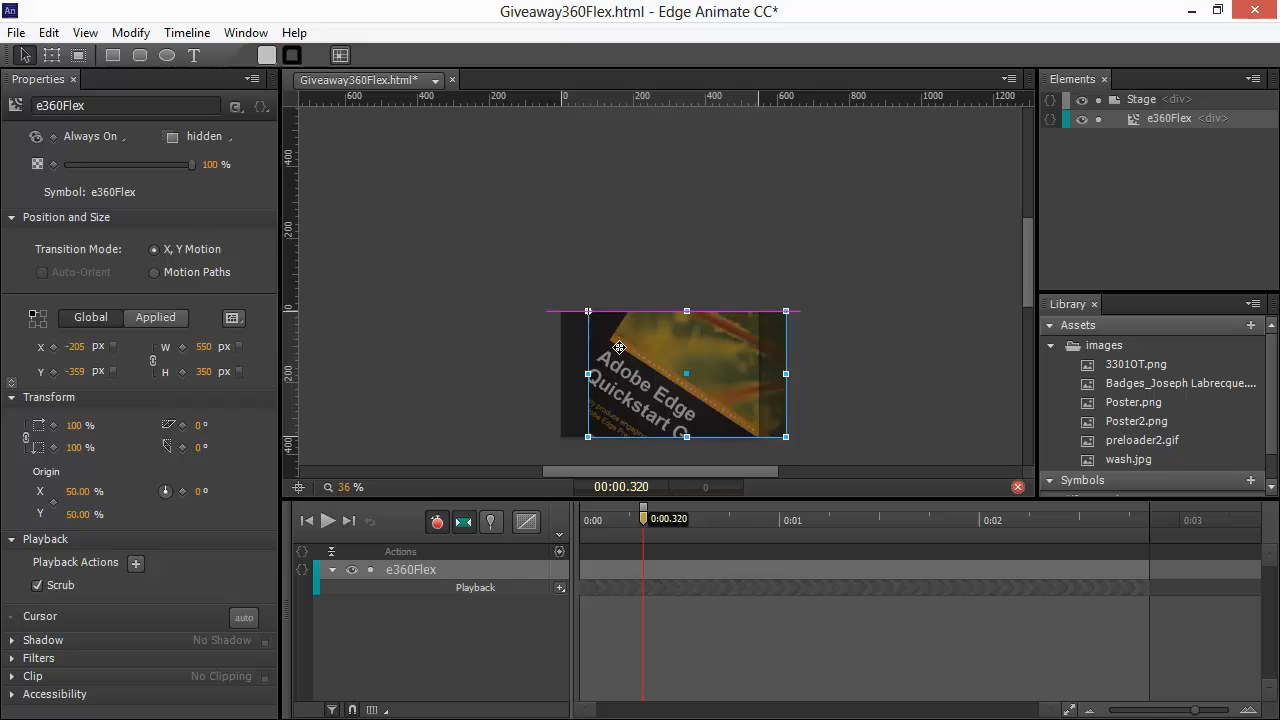 An
Giveaway360Flex.html - Edge Animate CC*
File Edit View Modify Timeline Window Help
T
Properties
e360Flex
Always On
hidden
100 %
Symbol: e360Flex
Position and Size
Transition Mode: X, Y Motion
Auto-Orient Motion Paths
Global Applied
X -205 px W 550 px
Y -359 px H 350 px
Transform
100 % 0 °
100 % 0 °
Origin
X 50.00 % 0 °
Y 50.00 %
Playback
Playback Actions
Scrub
Cursor auto
Shadow No Shadow
Filters
Clip No Clipping
Accessibility
Giveaway360Flex.html*
600 400 200 0 200 400 600 800 1000 1200
400
200
0
200
400
Adobe Edge
Quickstart G
36 %
00:00.320
0
0:00 0:00.320 0:01 0:02 0:03
Actions
e360Flex
Playback
Elements
Stage <div>
e360Flex <div>
Library
Assets
images
3301OT.png
Badges_Joseph Labrecque....
Poster.png
Poster2.png
preloader2.gif
wash.jpg
Symbols